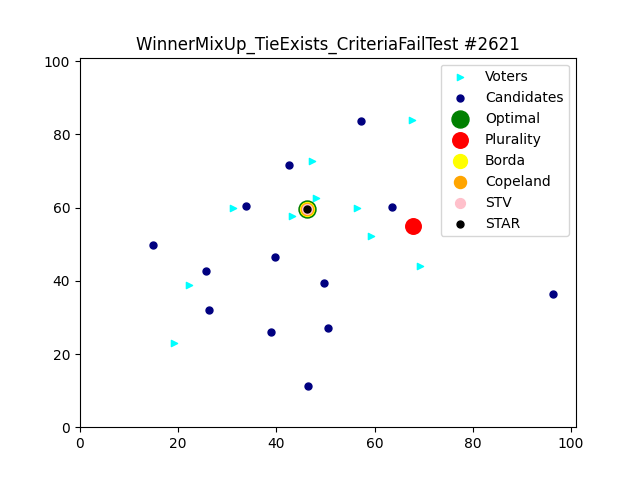 WinnerMixUp_TieExists_CriteriaFailTest #2621
100
80
60
40
20
0
0 20 40 60 80 100
Voters
Candidates
Optimal
Plurality
Borda
Copeland
STV
STAR